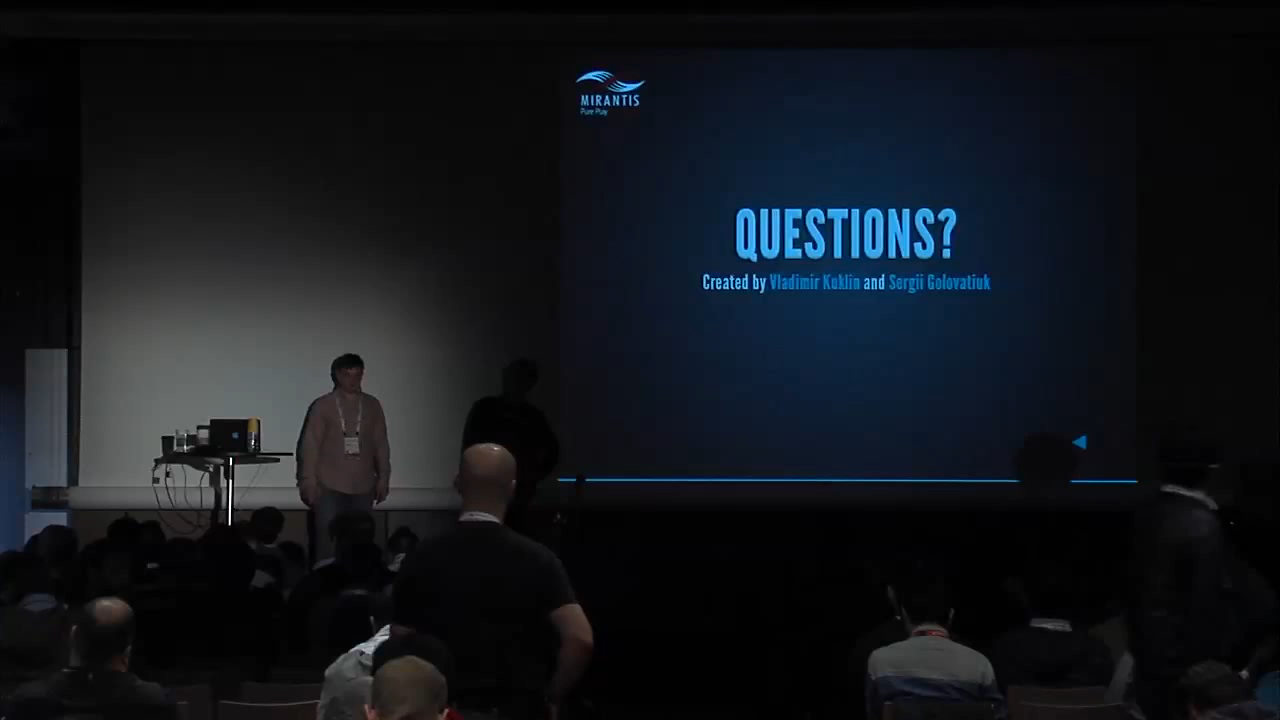 MIRANTIS
Pure Play
QUESTIONS?
Created by Vladimir Kuklin and Sergii Golovatiuk